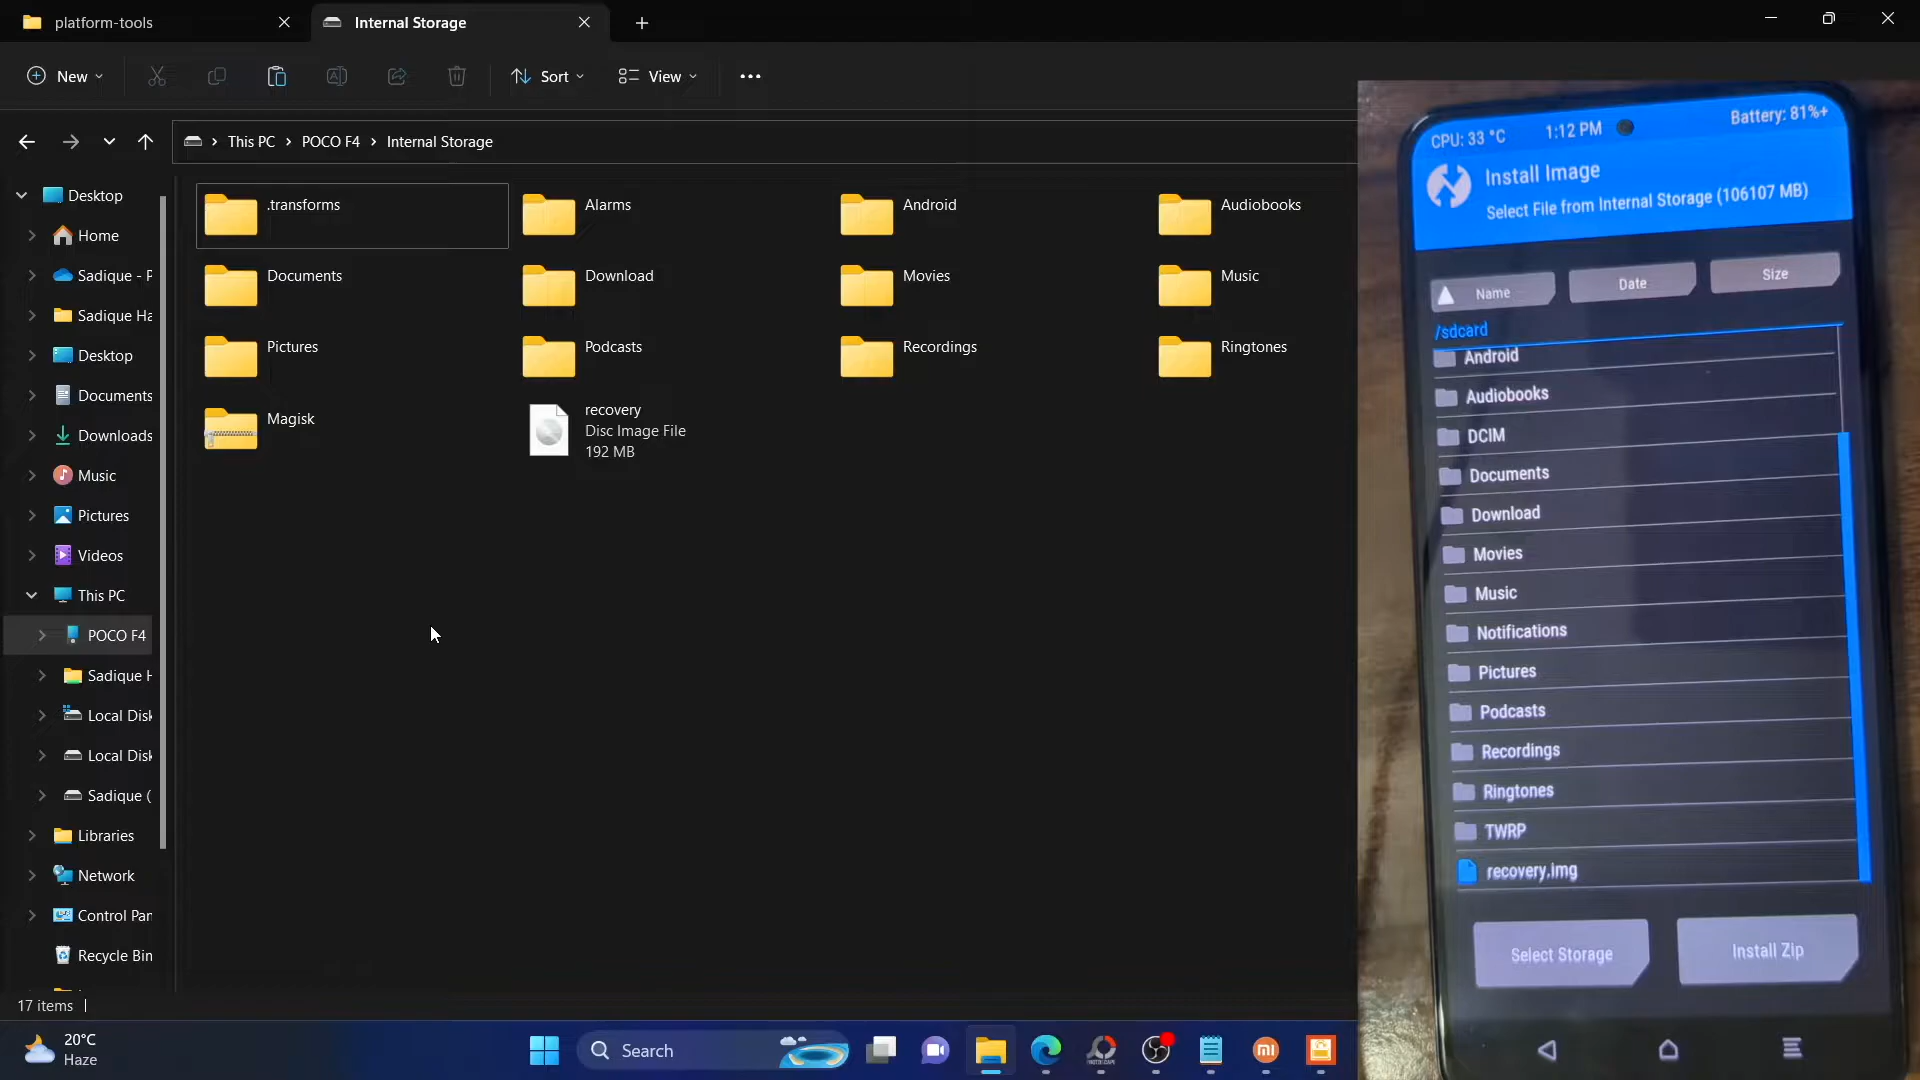 platform-tools
Internal Storage
New
Sort
View
This PC
POCO F4
Internal Storage
Desktop
Home
Sadique - P
Sadique Ha
Desktop
Documents
Downloads
Music
Pictures
Videos
This PC
POCO F4
Sadique H
Local Disk
Local Disk
Sadique (
Libraries
Network
Control Pan
Recycle Bin
.transforms
Alarms
Android
Audiobooks
Documents
Download
Movies
Music
Pictures
Podcasts
Recordings
Ringtones
Magisk
recovery
Disc Image File
192 MB
17 items
20°C
Haze
Search
CPU: 33 °C
1:12 PM
Battery: 81%+
Install Image
Select File from Internal Storage (106107 MB)
Name
Date
Size
/sdcard
Android
Audiobooks
DCIM
Documents
Download
Movies
Music
Notifications
Pictures
Podcasts
Recordings
Ringtones
TWRP
recovery.img
Select Storage
Install Zip